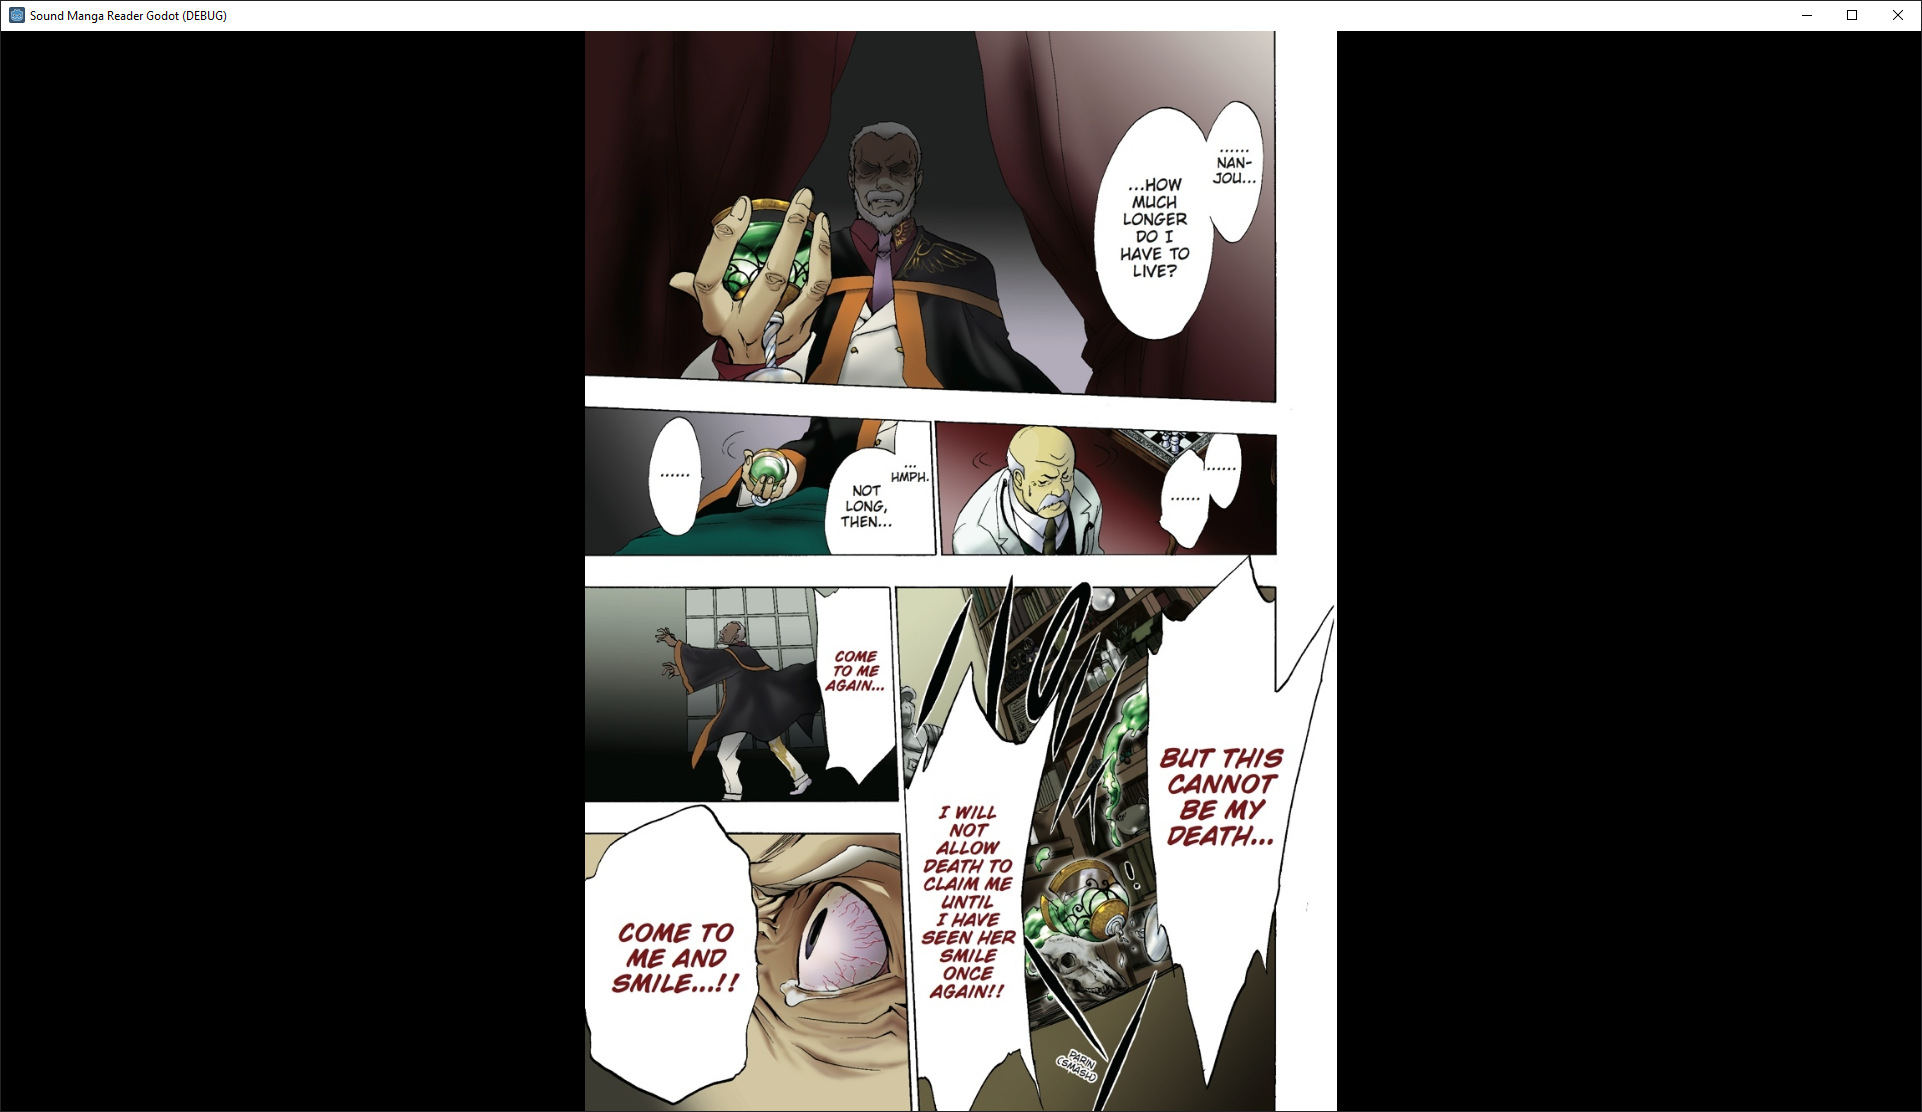 Sound Manga Reader Godot (DEBUG)
......
NAN-
JOU...
...HOW
MUCH
LONGER
DO I
HAVE TO
LIVE?
......
......
...
HMPH.
NOT
LONG,
THEN...
......
BUT THIS
CANNOT
BE MY
DEATH...
I WILL
NOT
ALLOW
DEATH TO
CLAIM ME
UNTIL
I HAVE
SEEN HER
SMILE
ONCE
AGAIN!!
PARIN
(SMASH)
COME
TO ME
AGAIN...
COME TO
ME AND
SMILE...!!